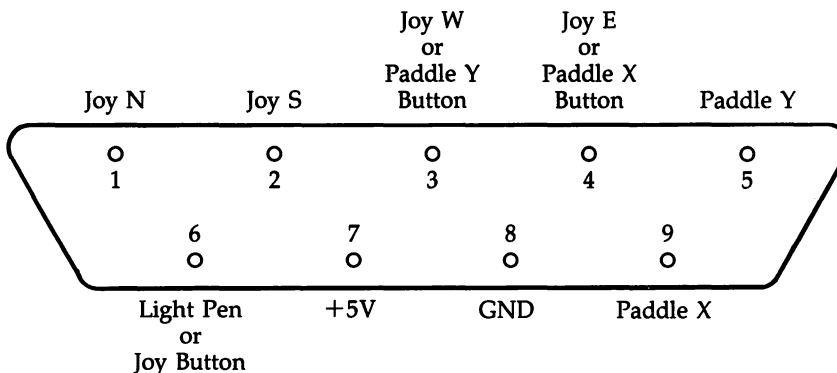 Joy N
Joy S
Joy W
or
Paddle Y
Button
Joy E
or
Paddle X
Button
Paddle Y
1
2
3
4
5
6
7
8
9
Light Pen
or
Joy Button
+5V
GND
Paddle X